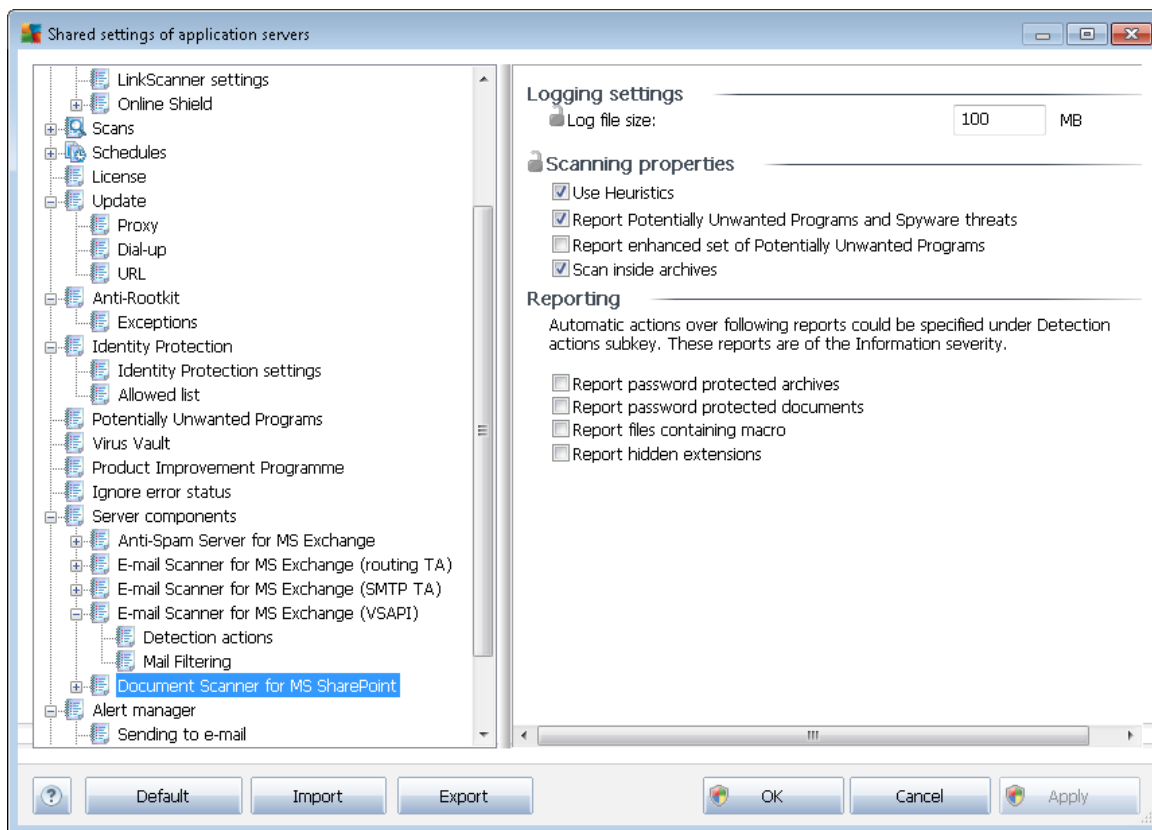 Shared settings of application servers
LinkScanner settings
Online Shield
Scans
Schedules
License
Update
Proxy
Dial-up
URL
Anti-Rootkit
Exceptions
Identity Protection
Identity Protection settings
Allowed list
Potentially Unwanted Programs
Virus Vault
Product Improvement Programme
Ignore error status
Server components
Anti-Spam Server for MS Exchange
E-mail Scanner for MS Exchange (routing TA)
E-mail Scanner for MS Exchange (SMTP TA)
E-mail Scanner for MS Exchange (VSAPI)
Detection actions
Mail Filtering
Document Scanner for MS SharePoint
Alert manager
Sending to e-mail
Logging settings
Log file size: 100 MB
Scanning properties
Use Heuristics
Report Potentially Unwanted Programs and Spyware threats
Report enhanced set of Potentially Unwanted Programs
Scan inside archives
Reporting
Automatic actions over following reports could be specified under Detection
actions subkey. These reports are of the Information severity.
Report password protected archives
Report password protected documents
Report files containing macro
Report hidden extensions
? Default Import Export OK Cancel Apply